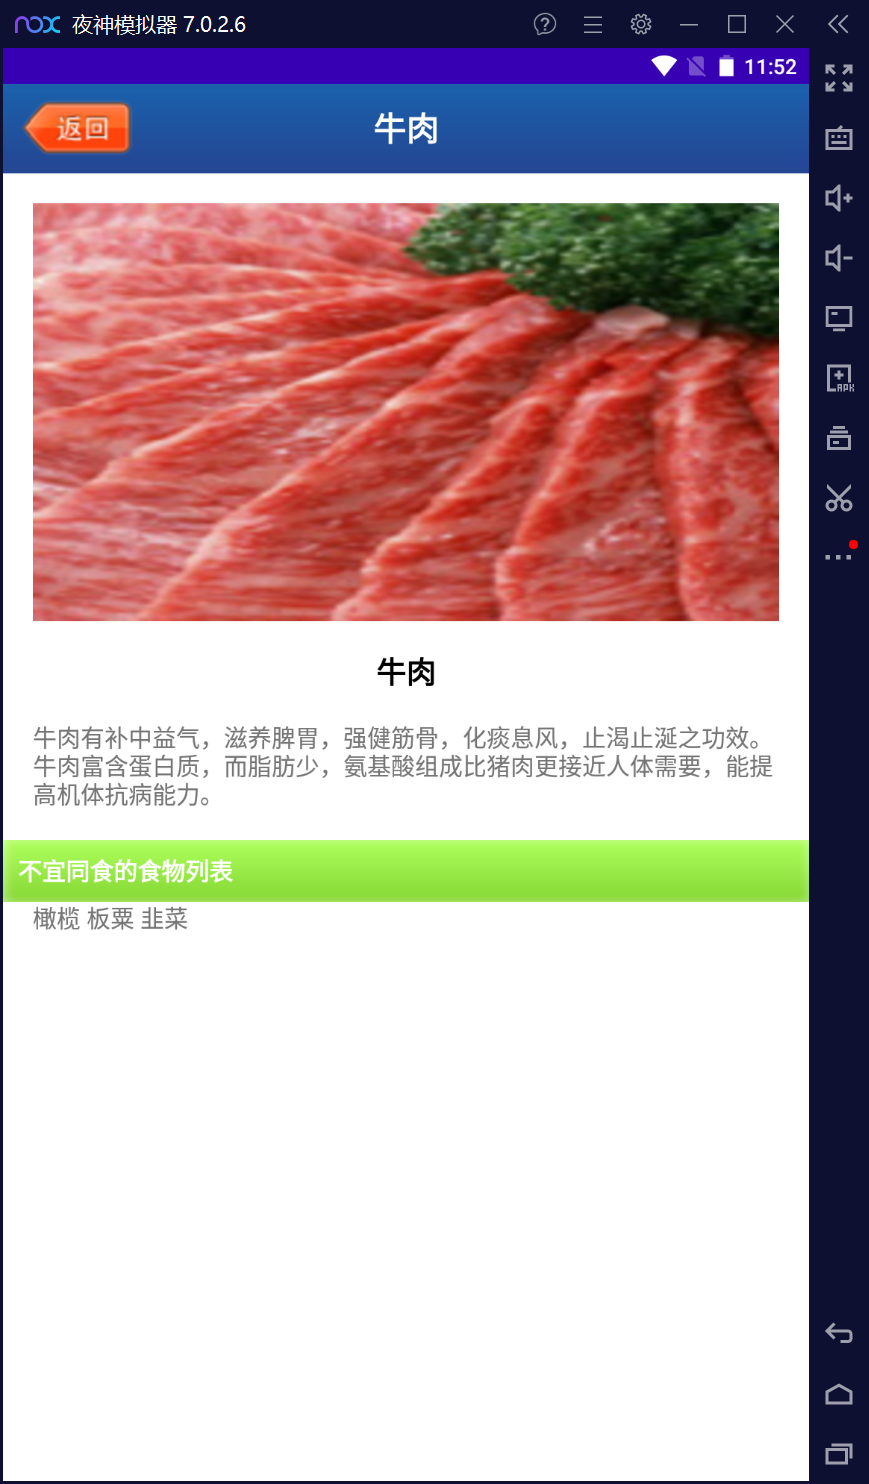 nox 夜神模拟器 7.0.2.6
11:52
返回
牛肉
牛肉
牛肉有补中益气，滋养脾胃，强健筋骨，化痰息风，止渴止涎之功效。
牛肉富含蛋白质，而脂肪少，氨基酸组成比猪肉更接近人体需要，能提
高机体抗病能力。
不宜同食的食物列表
橄榄 板粟 韭菜
APK